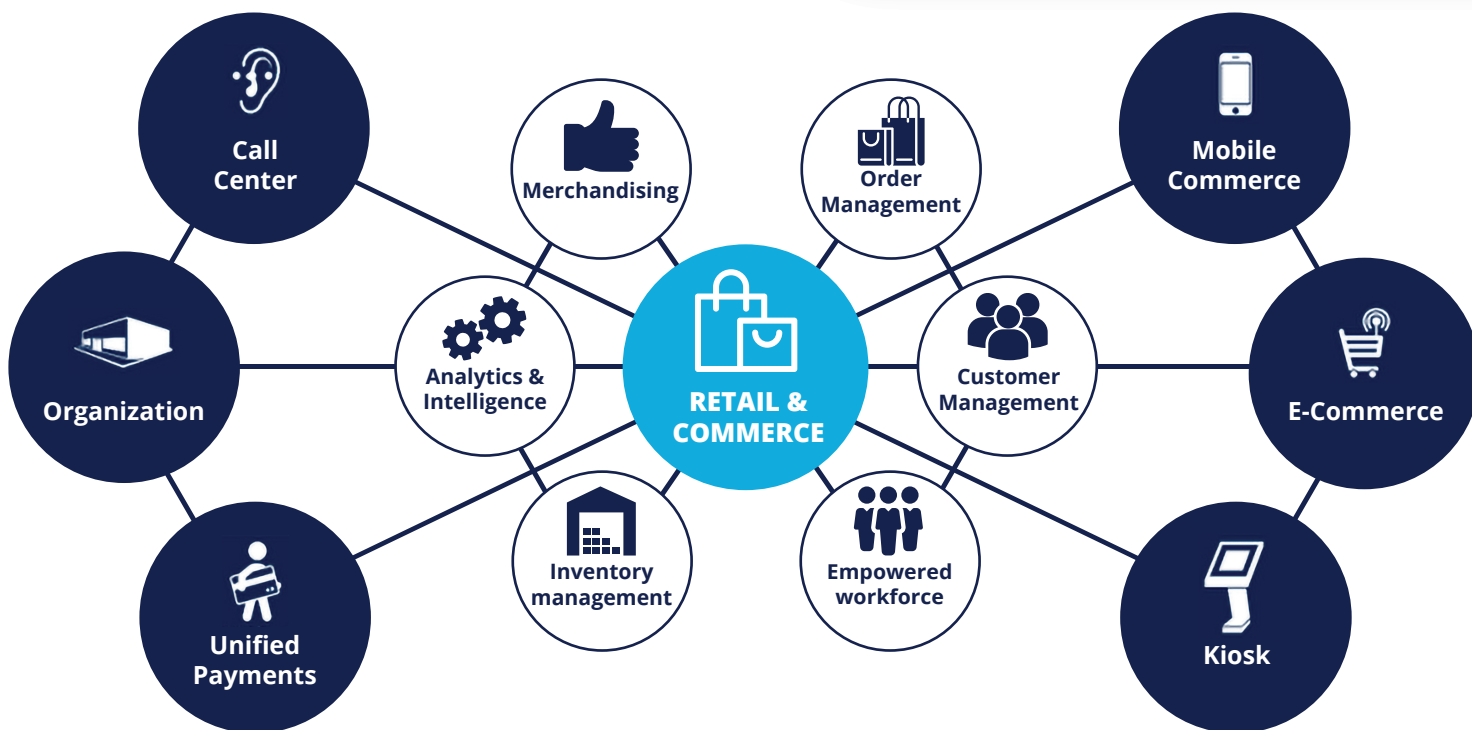 Call
Center
Merchandising
Order
Management
Mobile
Commerce
Organization
Analytics &
Intelligence
RETAIL &
COMMERCE
Customer
Management
E-Commerce
Unified
Payments
Inventory
management
Empowered
workforce
Kiosk